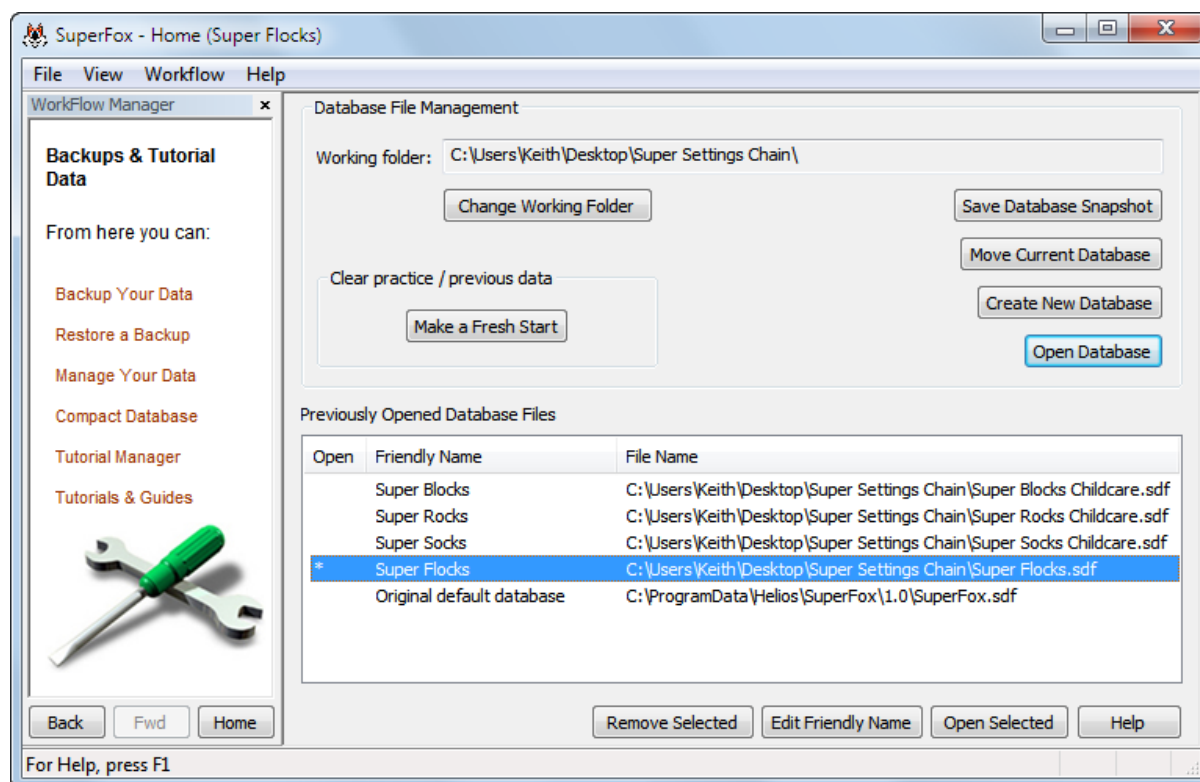 SuperFox - Home (Super Flocks)
File View Workflow Help
WorkFlow Manager x
Backups & Tutorial
Data
From here you can:
Backup Your Data
Restore a Backup
Manage Your Data
Compact Database
Tutorial Manager
Tutorials & Guides
Back Fwd Home
Database File Management
Working folder: C:\Users\Keith\Desktop\Super Settings Chain\
Change Working Folder Save Database Snapshot
Move Current Database
Clear practice / previous data
Create New Database
Make a Fresh Start
Open Database
Previously Opened Database Files
Open Friendly Name File Name
Super Blocks C:\Users\Keith\Desktop\Super Settings Chain\Super Blocks Childcare.sdf
Super Rocks C:\Users\Keith\Desktop\Super Settings Chain\Super Rocks Childcare.sdf
Super Socks C:\Users\Keith\Desktop\Super Settings Chain\Super Socks Childcare.sdf
* Super Flocks C:\Users\Keith\Desktop\Super Settings Chain\Super Flocks.sdf
Original default database C:\ProgramData\Helios\SuperFox\1.0\SuperFox.sdf
Remove Selected Edit Friendly Name Open Selected Help
For Help, press F1